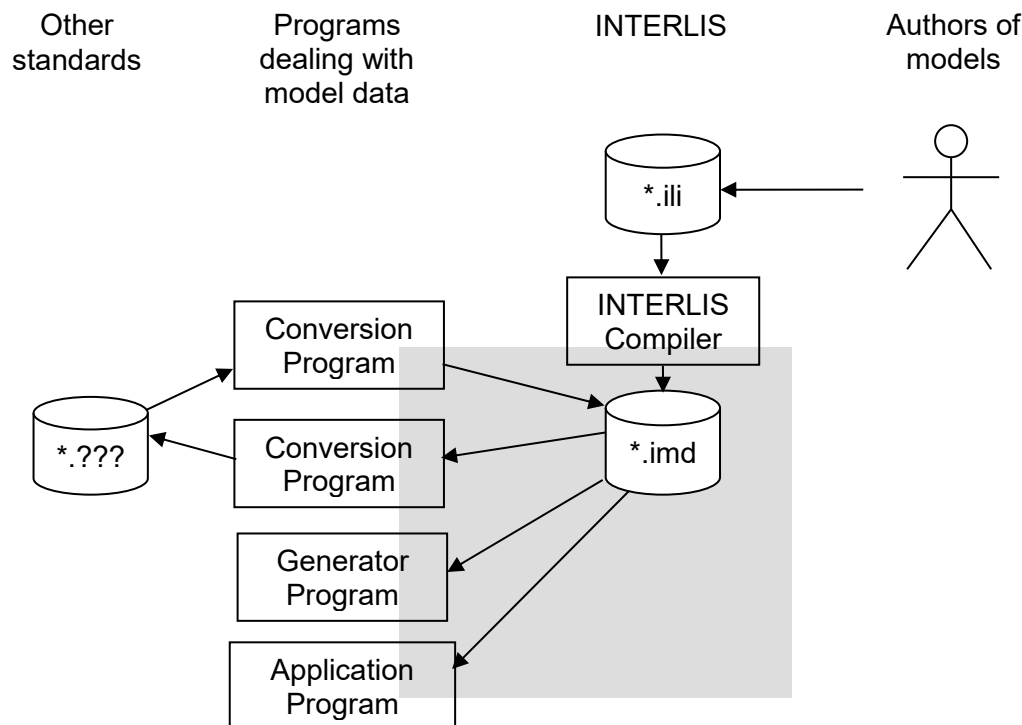 Other
standards
Programs
dealing with
model data
INTERLIS
Authors of
models
*.ili
INTERLIS
Compiler
Conversion
Program
*.???
Conversion
Program
*.imd
Generator
Program
Application
Program